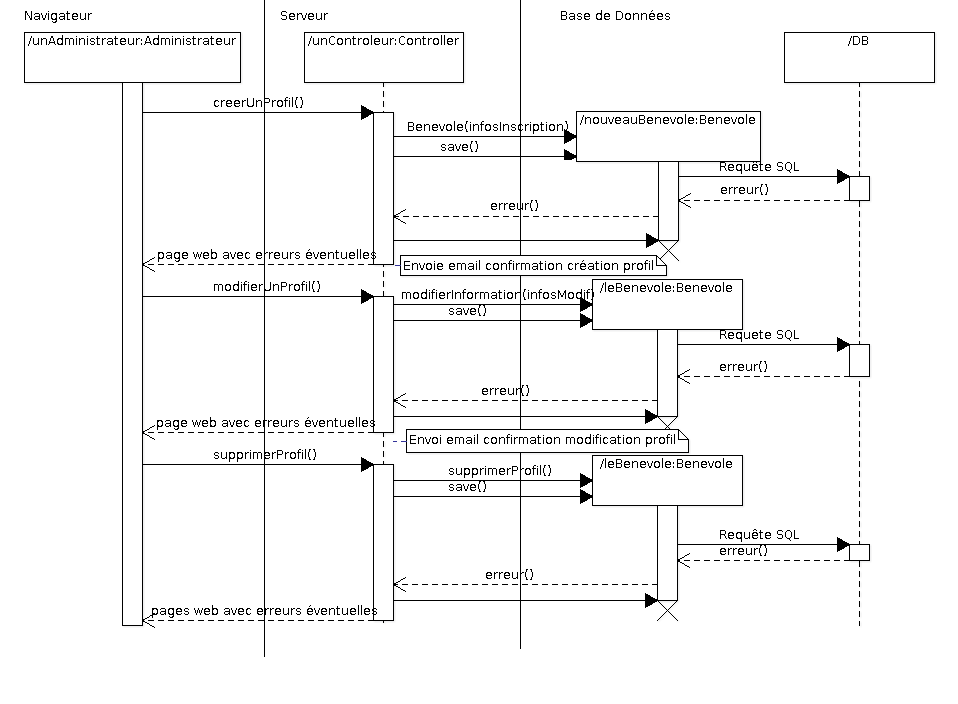 Navigateur
Serveur
Base de Données
/unAdministrateur:Administrateur
/unControleur:Controller
/DB
creerUnProfil()
/nouveauBenevole:Benevole
Benevole(infosInscription)
save()
Requête SQL
erreur()
erreur()
page web avec erreurs éventuelles
Envoie email confirmation création profil
modifierUnProfil()
/leBenevole:Benevole
modifierInformation(infosModif)
save()
Requete SQL
erreur()
erreur()
page web avec erreurs éventuelles
Envoi email confirmation modification profil
supprimerProfil()
/leBenevole:Benevole
supprimerProfil()
save()
Requête SQL
erreur()
erreur()
pages web avec erreurs éventuelles